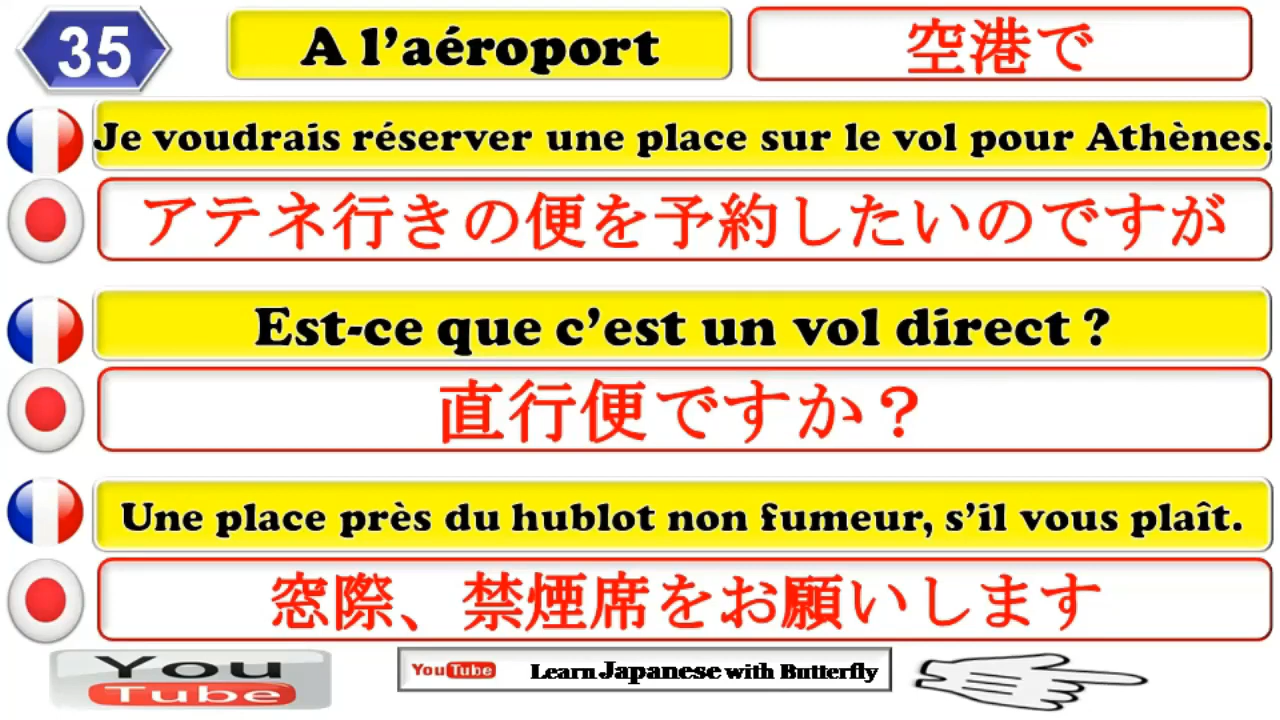 35
A l’aéroport
空港で
Je voudrais réserver une place sur le vol pour Athènes.
アテネ行きの便を予約したいのですが
Est-ce que c’est un vol direct ?
直行便ですか？
Une place près du hublot non fumeur, s’il vous plaît.
窓際、禁煙席をお願いします
You Tube
YouTube Learn Japanese with Butterfly